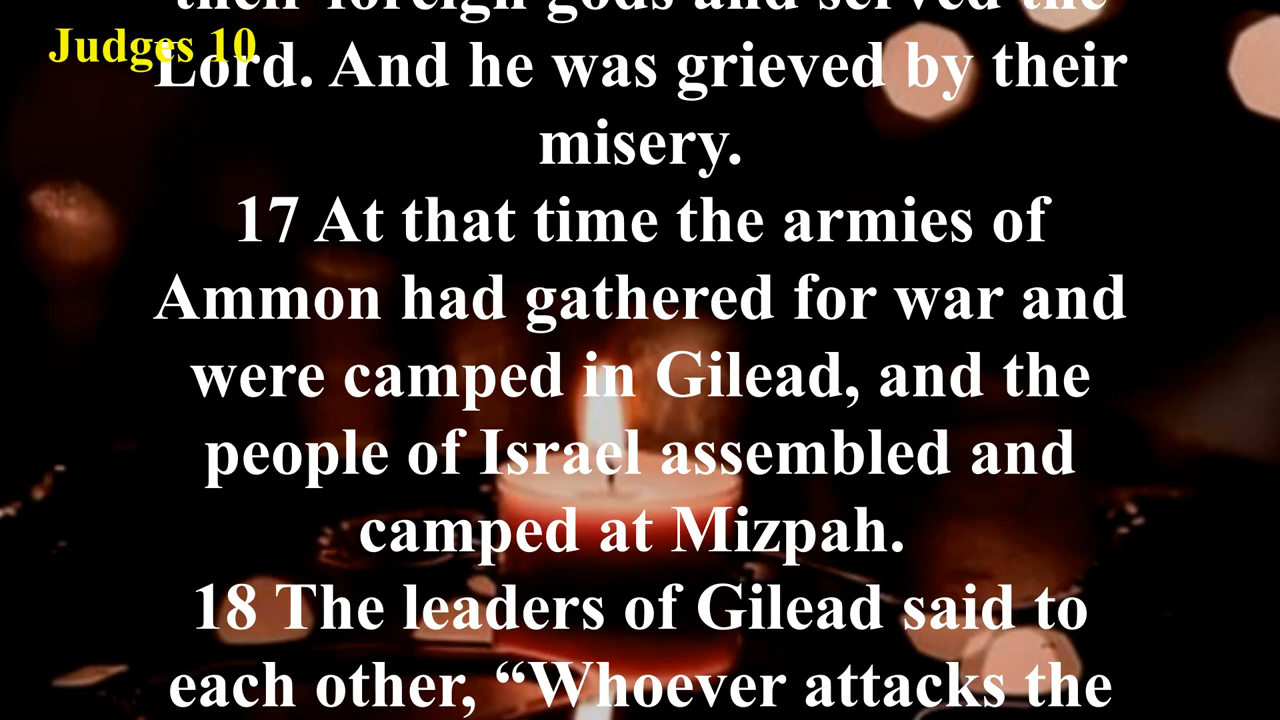 their foreign gods and served the
Judges 10
Lord. And he was grieved by their
misery.
17 At that time the armies of
Ammon had gathered for war and
were camped in Gilead, and the
people of Israel assembled and
camped at Mizpah.
18 The leaders of Gilead said to
each other, “Whoever attacks the